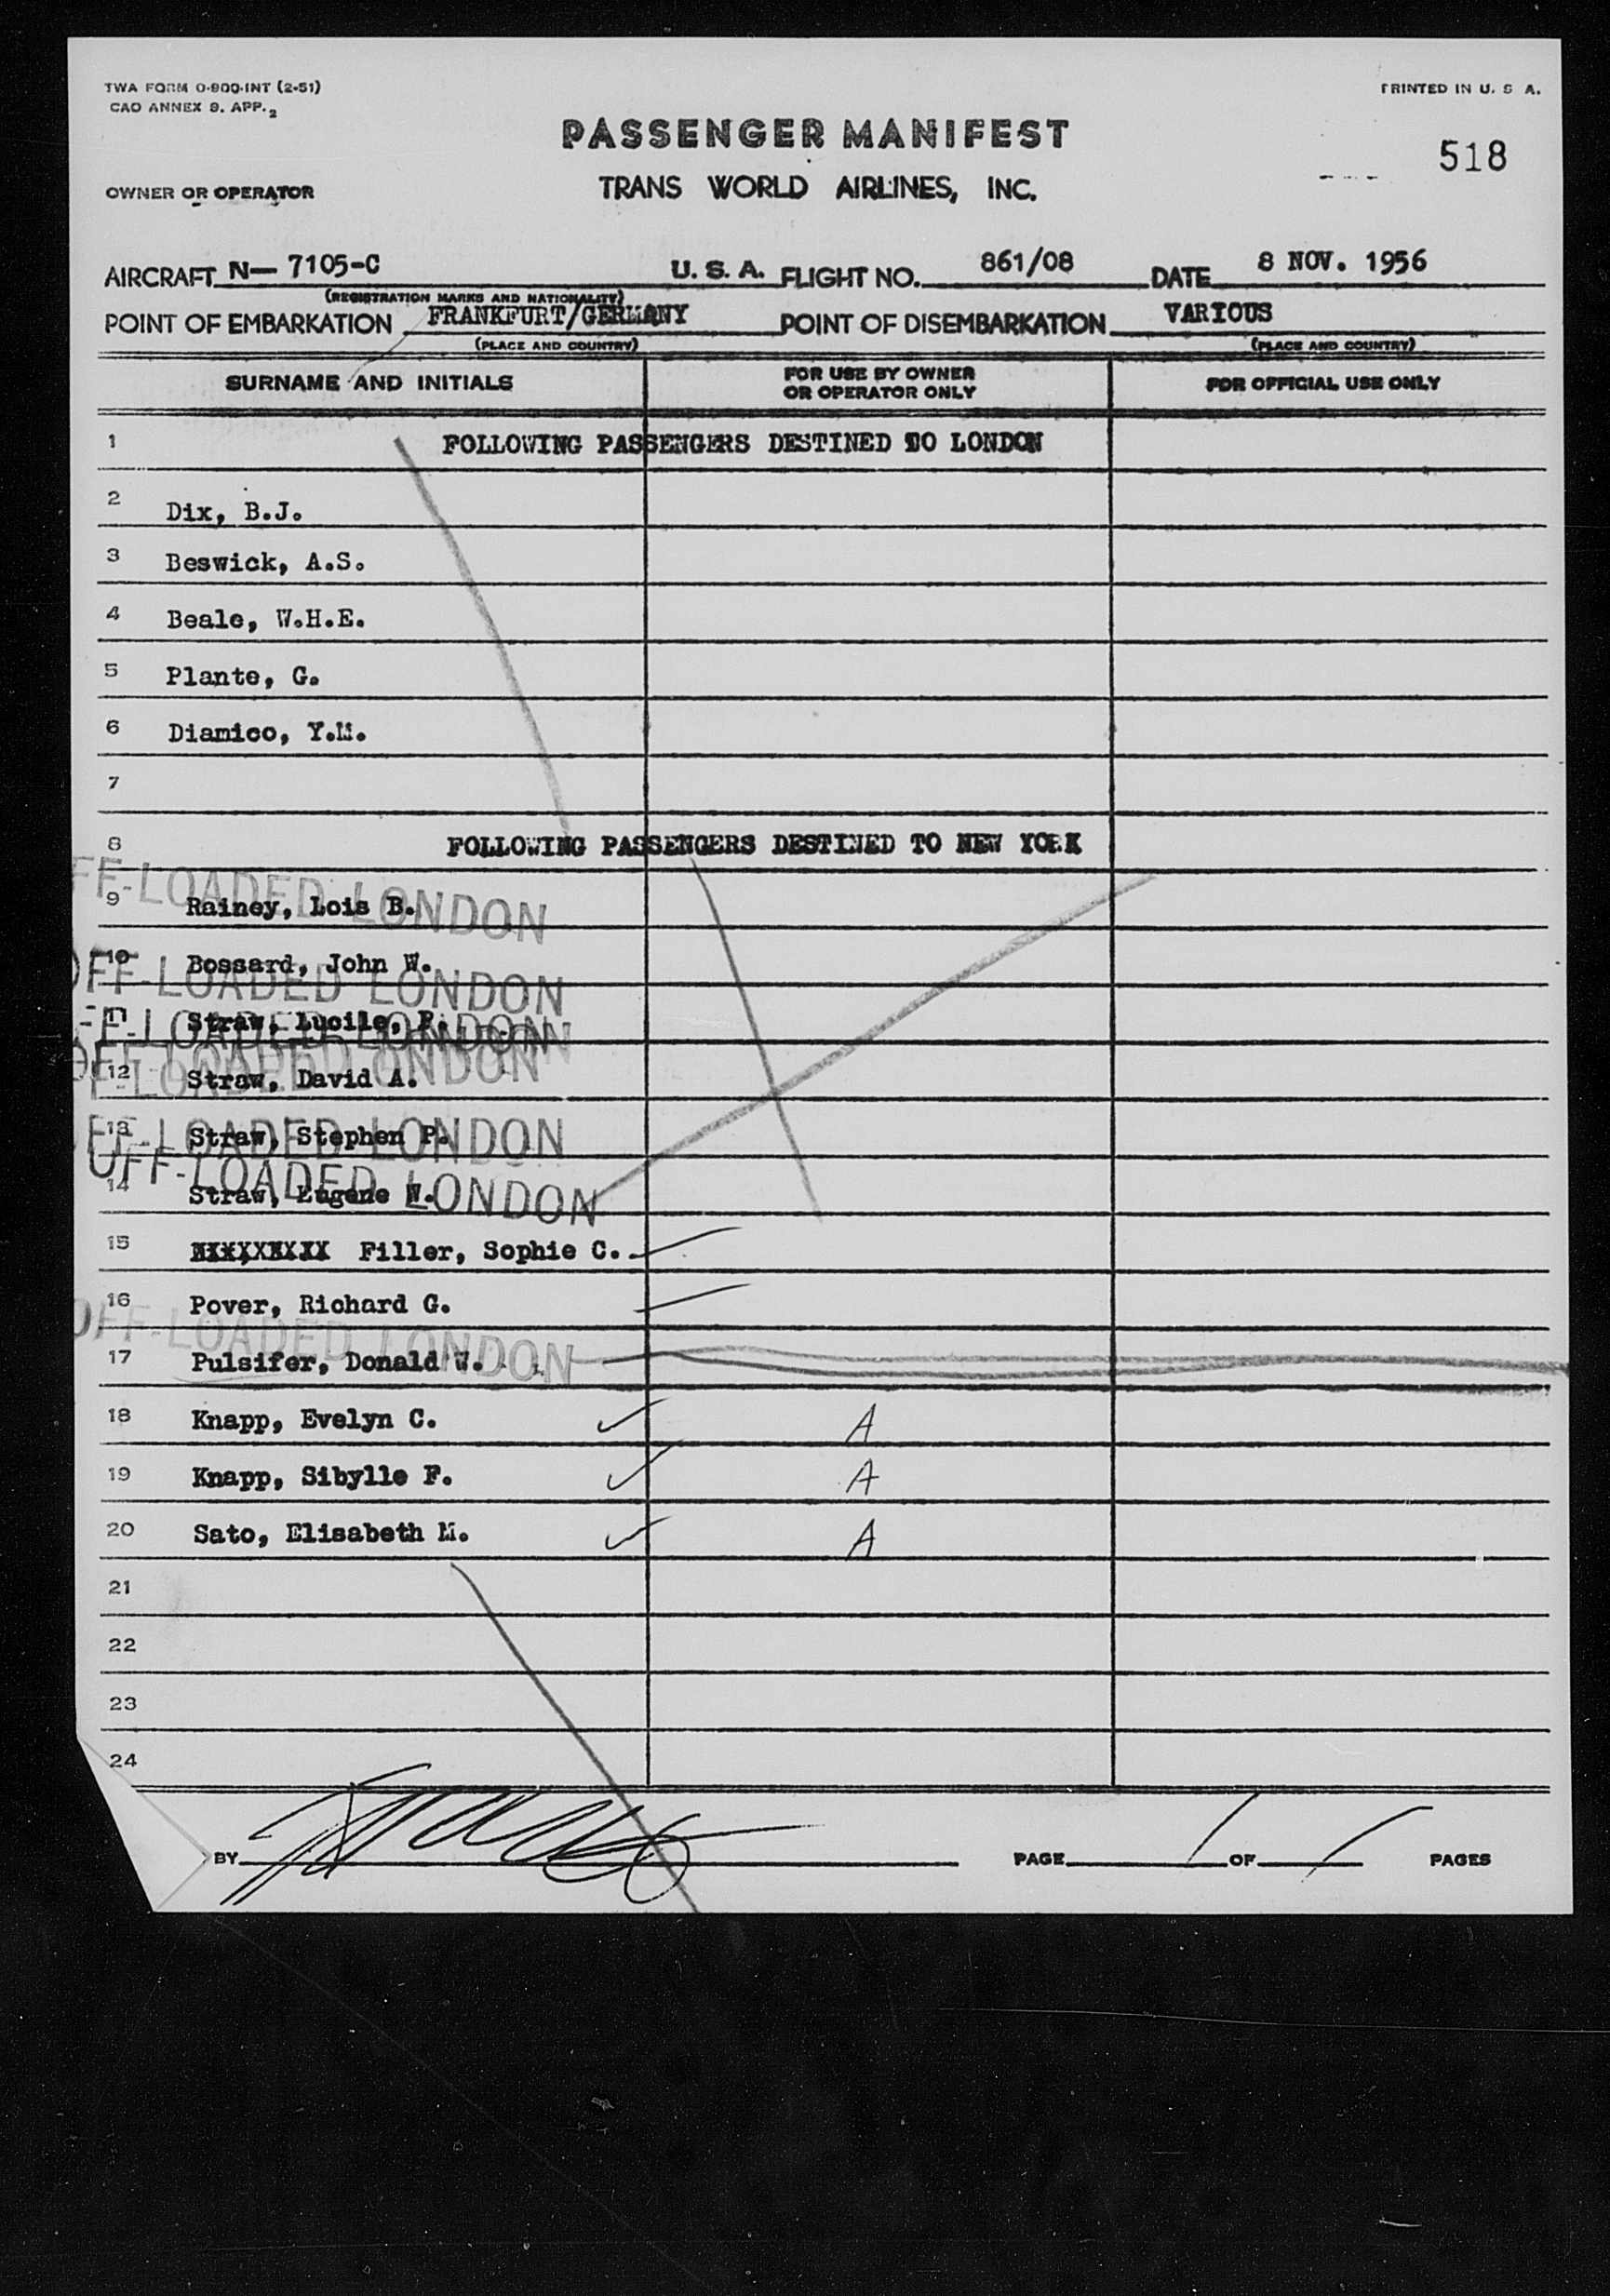 TWA FORM O-900-INT (2-51)
PRINTED IN U. S A.
CAO ANNEX 9. APP. 2
PASSENGER MANIFEST
518
OWNER OR OPERATOR
TRANS WORLD AIRLINES, INC.
AIRCRAFT N— 7105-C U. S. A. FLIGHT NO. 861/08 DATE 8 NOV. 1956
(REGISTRATION MARKS AND NATIONALITY)
POINT OF EMBARKATION FRANKFURT/GERMANY POINT OF DISEMBARKATION VARIOUS
(PLACE AND COUNTRY) (PLACE AND COUNTRY)
SURNAME AND INITIALS FOR USE BY OWNER OR OPERATOR ONLY FOR OFFICIAL USE ONLY
1 FOLLOWING PASSENGERS DESTINED TO LONDON
2 Dix, B.J.
3 Beswick, A.S.
4 Beale, W.H.E.
5 Plante, G.
6 Diamico, Y.M.
7
8 FOLLOWING PASSENGERS DESTINED TO NEW YORK
FF-LOADED LONDON
9 Rainey, Lois B.
10 Bossard, John W.
OFF-LOADED LONDON
11 Straw, Lucile, P.
FF-LOADED LONDON
OFF-LOADED LONDON
12 Straw, David A.
FF-LOADED LONDON
13 Straw, Stephen P.
OFF-LOADED LONDON
14 Straw, Eugene W.
15 Filler, Sophie C.
16 Pover, Richard G.
OFF-LOADED LONDON
17 Pulsifer, Donald W.
18 Knapp, Evelyn C. A
19 Knapp, Sibylle F. A
20 Sato, Elisabeth M. A
21
22
23
24
BY PAGE 1 OF 1 PAGES